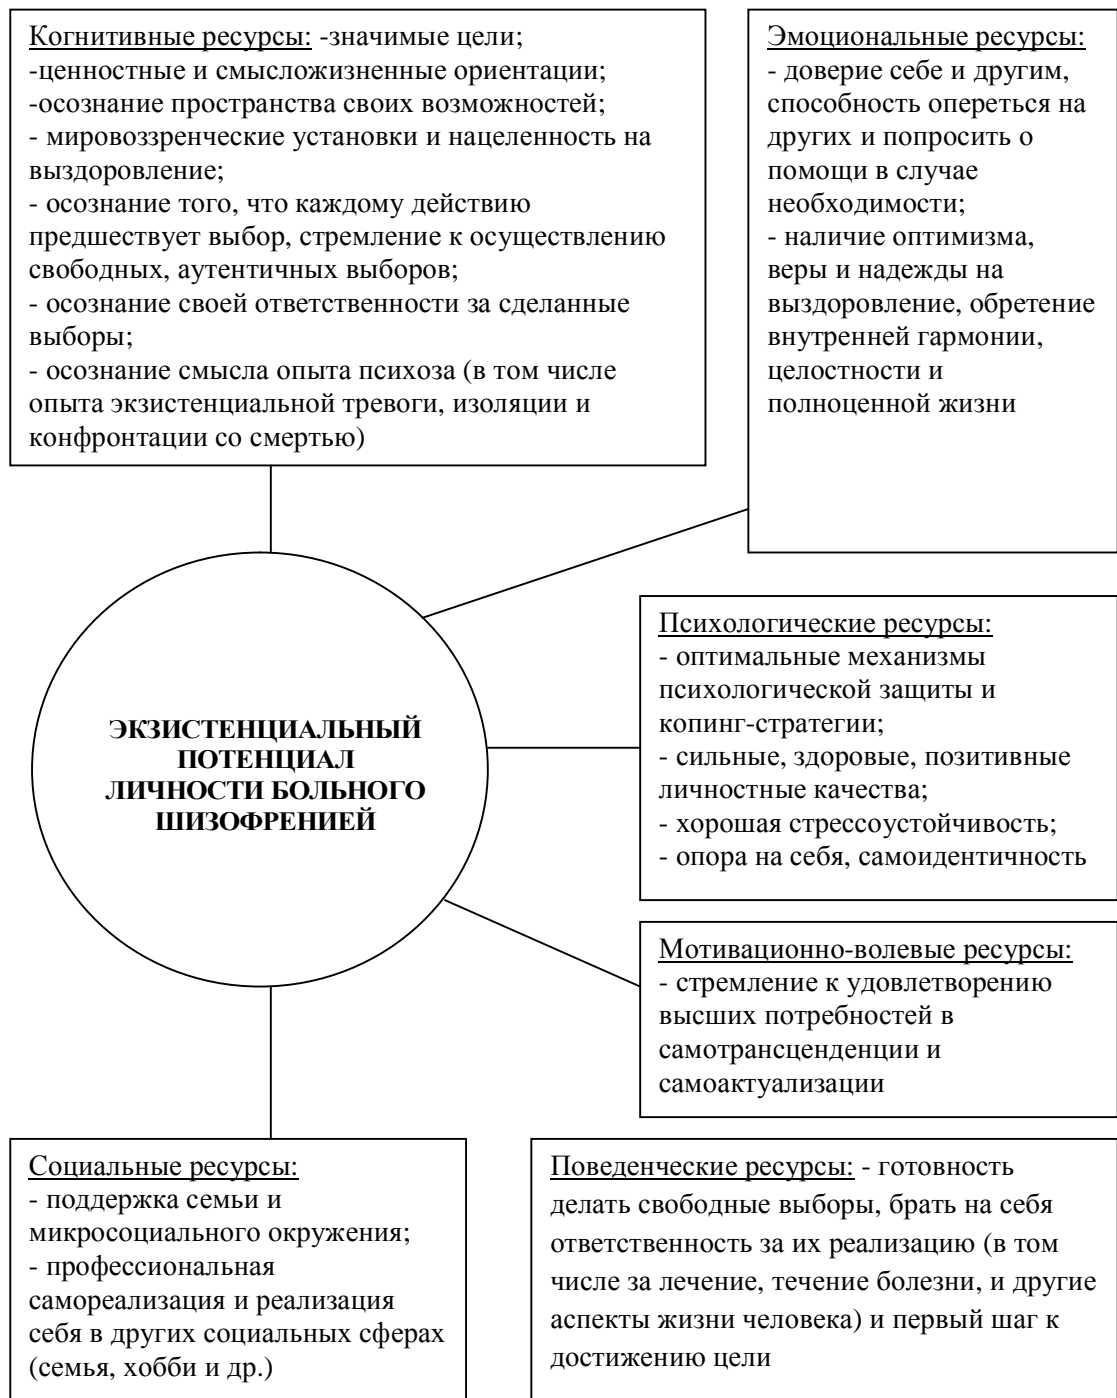 Когнитивные ресурсы: -значимые цели;
-ценностные и смысложизненные ориентации;
-осознание пространства своих возможностей;
- мировоззренческие установки и нацеленность на
выздоровление;
- осознание того, что каждому действию
предшествует выбор, стремление к осуществлению
свободных, аутентичных выборов;
- осознание своей ответственности за сделанные
выборы;
- осознание смысла опыта психоза (в том числе
опыта экзистенциальной тревоги, изоляции и
конфронтации со смертью)
Эмоциональные ресурсы:
- доверие себе и другим,
способность опереться на
других и попросить о
помощи в случае
необходимости;
- наличие оптимизма,
веры и надежды на
выздоровление, обретение
внутренней гармонии,
целостности и
полноценной жизни
ЭКЗИСТЕНЦИАЛЬНЫЙ
ПОТЕНЦИАЛ
ЛИЧНОСТИ БОЛЬНОГО
ШИЗОФРЕНИЕЙ
Психологические ресурсы:
- оптимальные механизмы
психологической защиты и
копинг-стратегии;
- сильные, здоровые, позитивные
личностные качества;
- хорошая стрессоустойчивость;
- опора на себя, самоидентичность
Мотивационно-волевые ресурсы:
- стремление к удовлетворению
высших потребностей в
самотрансценденции и
самоактуализации
Социальные ресурсы:
- поддержка семьи и
микросоциального окружения;
- профессиональная
самореализация и реализация
себя в других социальных сферах
(семья, хобби и др.)
Поведенческие ресурсы: - готовность
делать свободные выборы, брать на себя
ответственность за их реализацию (в том
числе за лечение, течение болезни, и другие
аспекты жизни человека) и первый шаг к
достижению цели